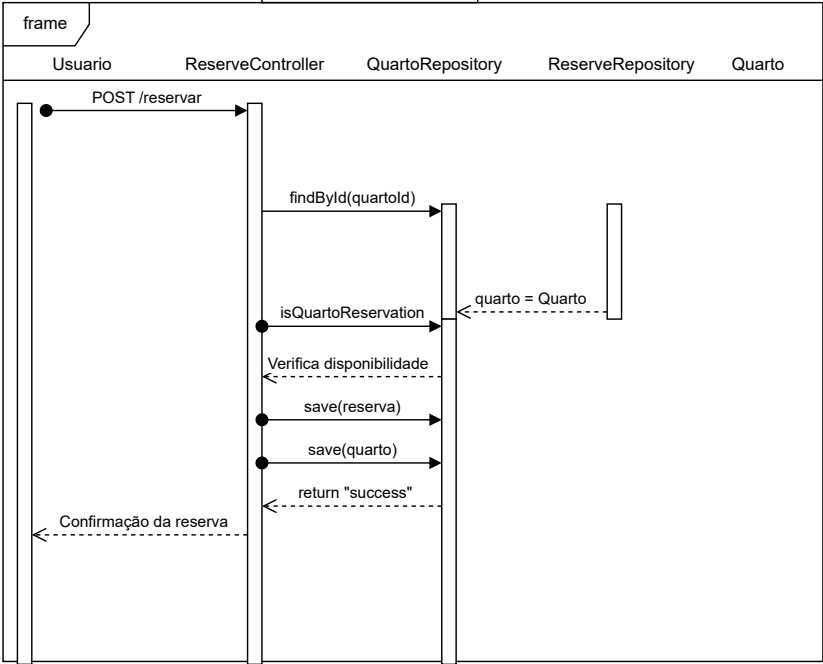 frame
Usuario ReserveController QuartoRepository ReserveRepository Quarto
POST /reservar
findById(quartoId)
quarto = Quarto
isQuartoReservation
Verifica disponibilidade
save(reserva)
save(quarto)
return "success"
Confirmação da reserva